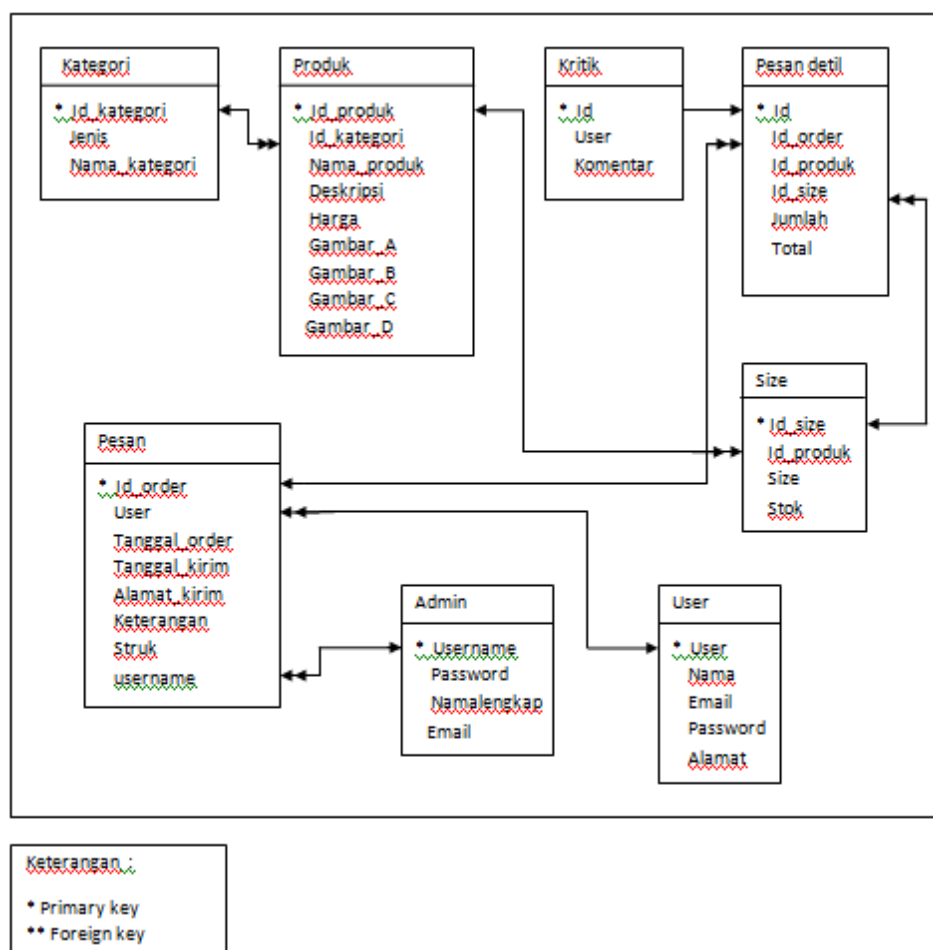 Kategori
* Id_kategori
Jenis
Nama_kategori
Produk
* Id_produk
Id_kategori
Nama_produk
Deskripsi
Harga
Gambar_A
Gambar_B
Gambar_C
Gambar_D
Kritik
* Id
User
Komentar
Pesan detil
* Id
Id_order
Id_produk
Id_size
Jumlah
Total
Size
* Id_size
Id_produk
Size
Stok
Pesan
* Id_order
User
Tanggal_order
Tanggal_kirim
Alamat_kirim
Keterangan
Struk
username
Admin
* Username
Password
Namalengkap
Email
User
* User
Nama
Email
Password
Alamat
Keterangan :
* Primary key
** Foreign key